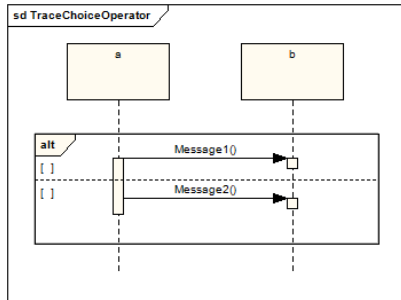 sd TraceChoiceOperator
a
b
alt
[ ]
Message1()
[ ]
Message2()